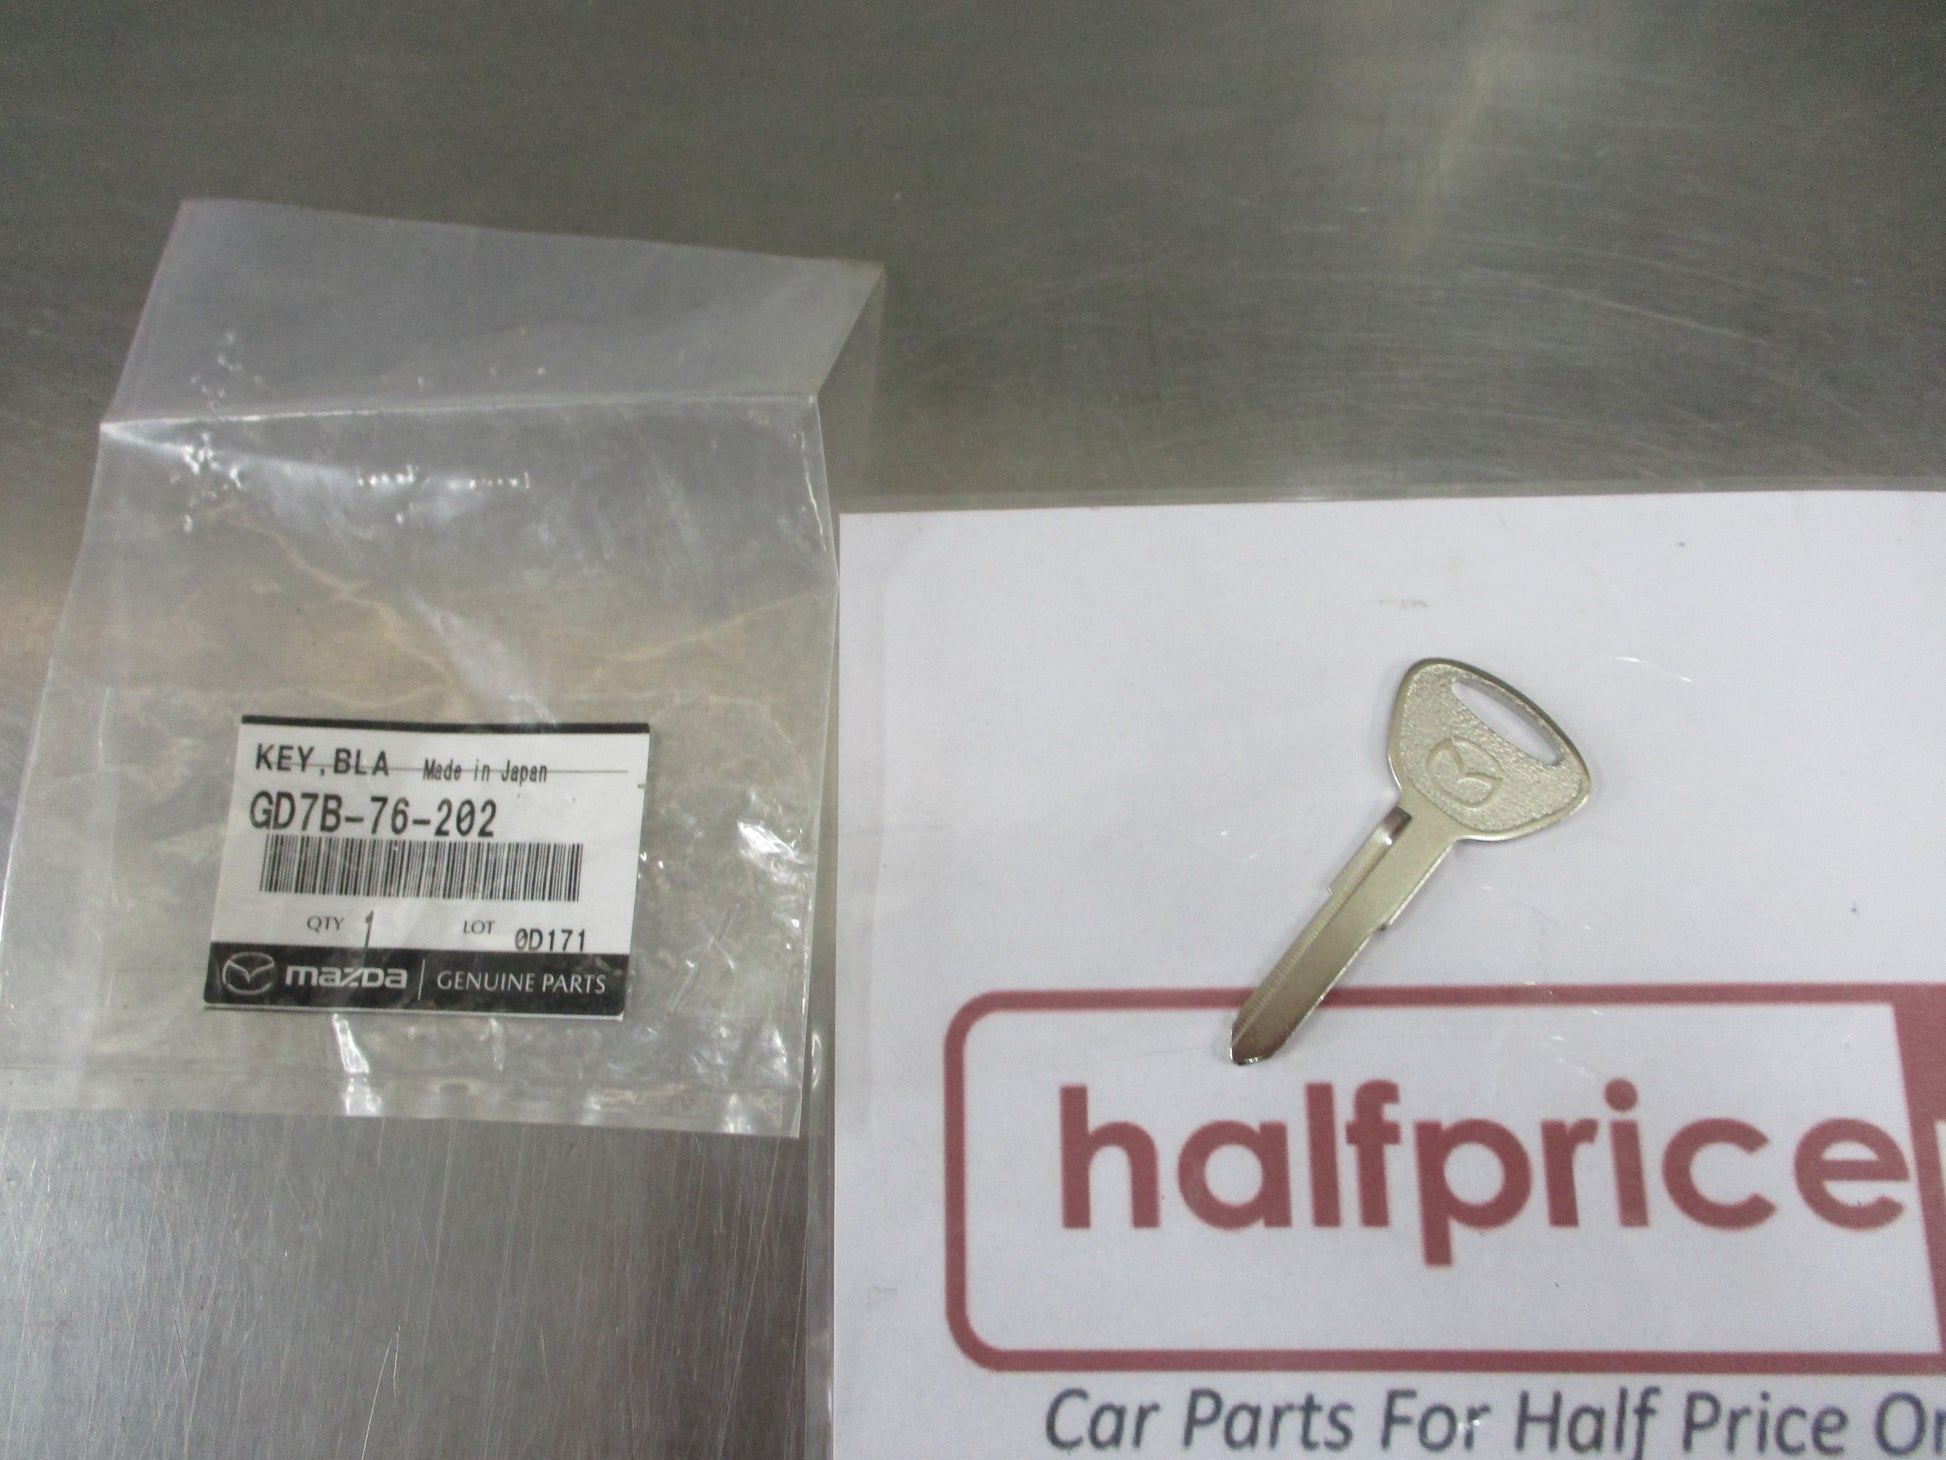 KEY, BLA Made in Japan
GD7B-76-202
QTY 1 LOT 0D171
mazda GENUINE PARTS
halfprice
Car Parts For Half Price